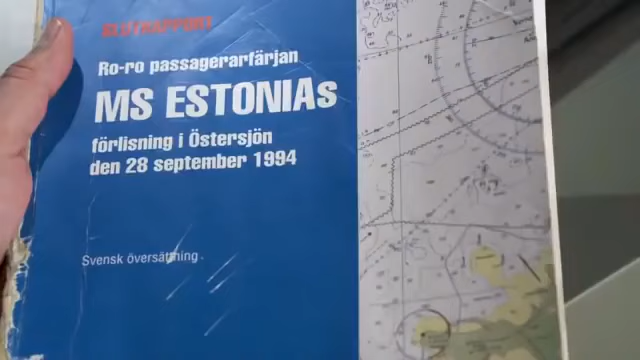 SLUTRAPPORT
Ro-ro passagerarfärjan
MS ESTONIAs
förlisning i Östersjön
den 28 september 1994
Svensk översättning